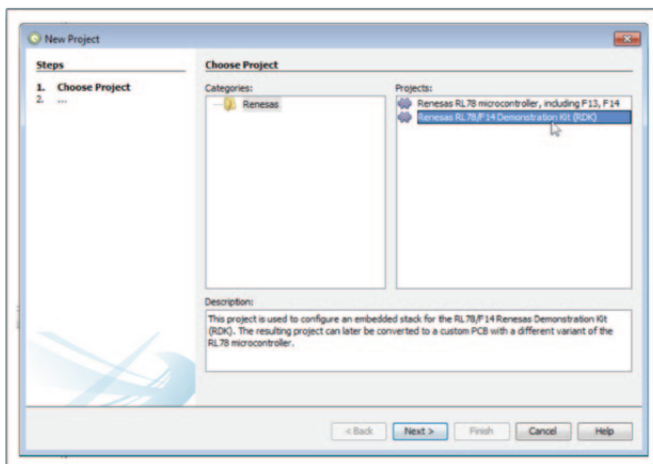 New Project
Steps
1. Choose Project
2. ...
Choose Project
Categories:
Renesas
Projects:
Renesas RL78 microcontroller, including F13, F14
Renesas RL78/F14 Demonstration Kit (RDK)
Description:
This project is used to configure an embedded stack for the RL78/F14 Renesas Demonstration Kit
(RDK). The resulting project can later be converted to a custom PCB with a different variant of the
RL78 microcontroller.
< Back
Next >
Finish
Cancel
Help